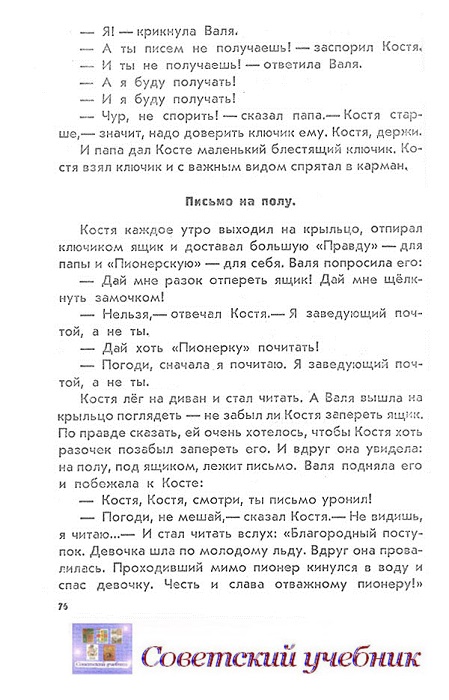 — Я! — крикнула Валя.
— А ты писем не получаешь! — заспорил Костя.
— И ты не получаешь! — ответила Валя.
— А я буду получать!
— И я буду получать!
— Чур, не спорить! — сказал папа.— Костя стар-
ше,— значит, надо доверить ключик ему. Костя, держи.
И папа дал Косте маленький блестящий ключик. Ко-
стя взял ключик и с важным видом спрятал в карман.
Письмо на полу.
Костя каждое утро выходил на крыльцо, отпирал
ключиком ящик и доставал большую «Правду» — для
папы и «Пионерскую» — для себя. Валя попросила его:
— Дай мне разок отпереть ящик! Дай мне щёлк-
нуть замочком!
— Нельзя,— отвечал Костя.— Я заведующий поч-
той, а не ты.
— Дай хоть «Пионерку» почитать!
— Погоди, сначала я почитаю. Я заведующий поч-
той, а не ты.
Костя лёг на диван и стал читать. А Валя вышла на
крыльцо поглядеть — не забыл ли Костя запереть ящик.
По правде сказать, ей очень хотелось, чтобы Костя хоть
разочек позабыл запереть его. И вдруг она увидела:
на полу, под ящиком, лежит письмо. Валя подняла его
и побежала к Косте:
— Костя, Костя, смотри, ты письмо уронил!
— Погоди, не мешай,— сказал Костя.— Не видишь,
я читаю...— И стал читать вслух: «Благородный посту-
пок. Девочка шла по молодому льду. Вдруг она прова-
лилась. Проходивший мимо пионер кинулся в воду и
спас девочку. Честь и слава отважному пионеру!»
76
Советский учебник
Советский учебник